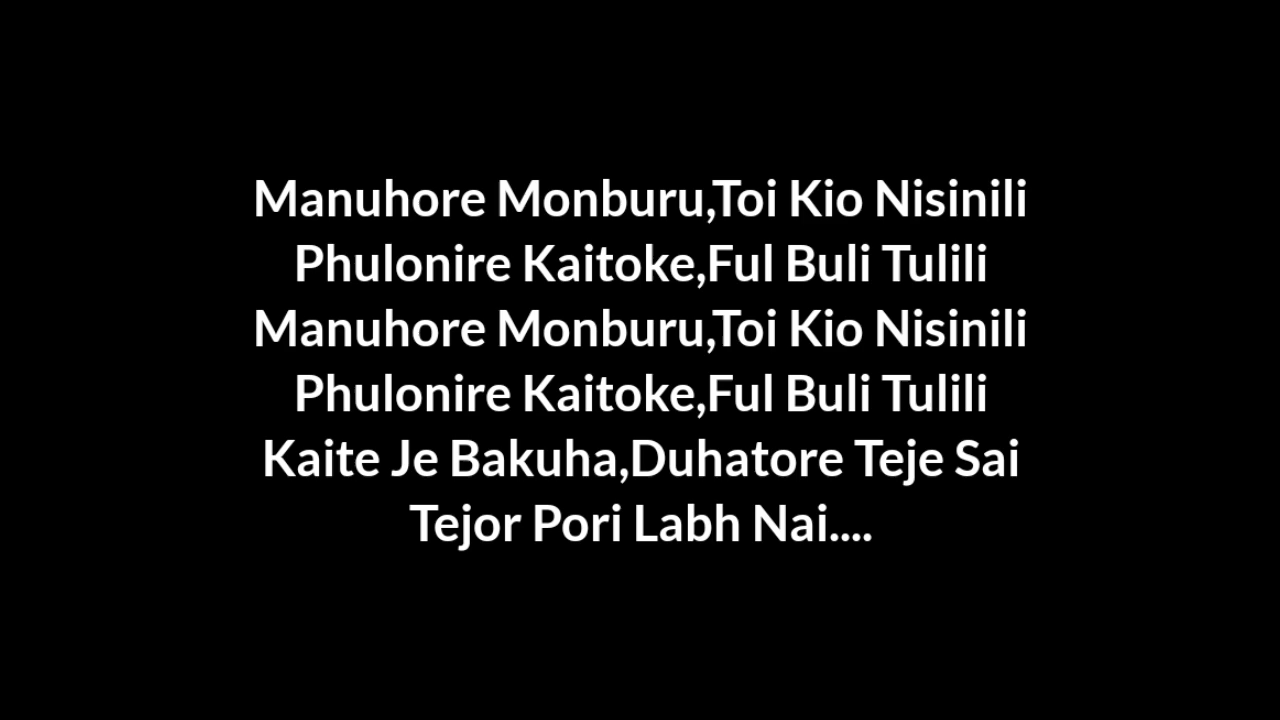 Manuhore Monburu,Toi Kio Nisinili
Phulonire Kaitoke,Ful Buli Tulili
Manuhore Monburu,Toi Kio Nisinili
Phulonire Kaitoke,Ful Buli Tulili
Kaite Je Bakuha,Duhatore Teje Sai
Tejor Pori Labh Nai....